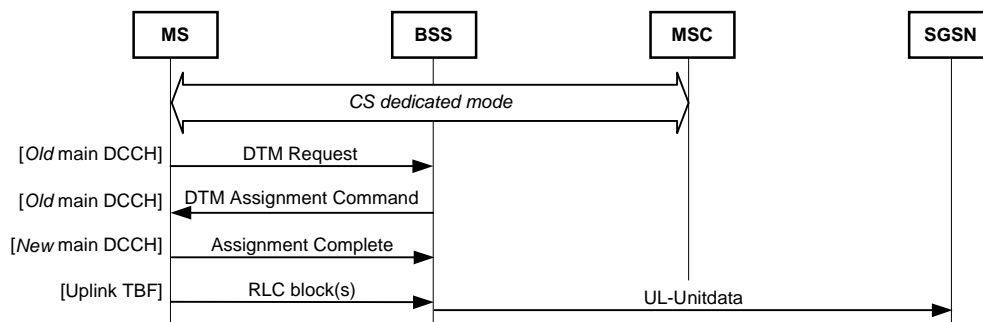 MS BSS MSC SGSN
CS dedicated mode
[Old main DCCH] DTM Request
[Old main DCCH] DTM Assignment Command
[New main DCCH] Assignment Complete
[Uplink TBF] RLC block(s) UL-Unitdata